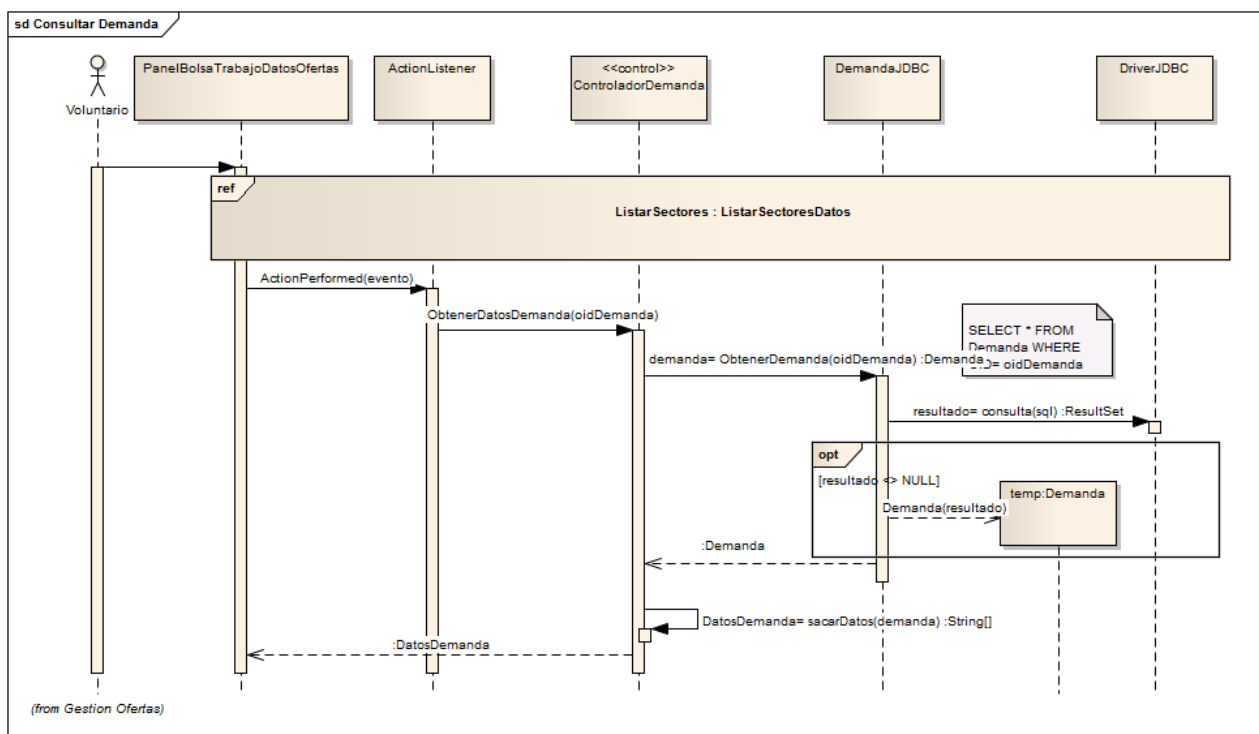 sd Consultar Demanda
Voluntario
PanelBolsaTrabajoDatosOfertas
ActionListener
<<control>>
ControladorDemanda
DemandaJDBC
DriverJDBC
ref
ListarSectores : ListarSectoresDatos
ActionPerformed(evento)
ObtenerDatosDemanda(oidDemanda)
SELECT * FROM
Demanda WHERE
OID= oidDemanda
demanda= ObtenerDemanda(oidDemanda) :Demanda
resultado= consulta(sql) :ResultSet
opt
[resultado <> NULL]
temp:Demanda
Demanda(resultado)
:Demanda
DatosDemanda= sacarDatos(demanda) :String[]
:DatosDemanda
(from Gestion Ofertas)